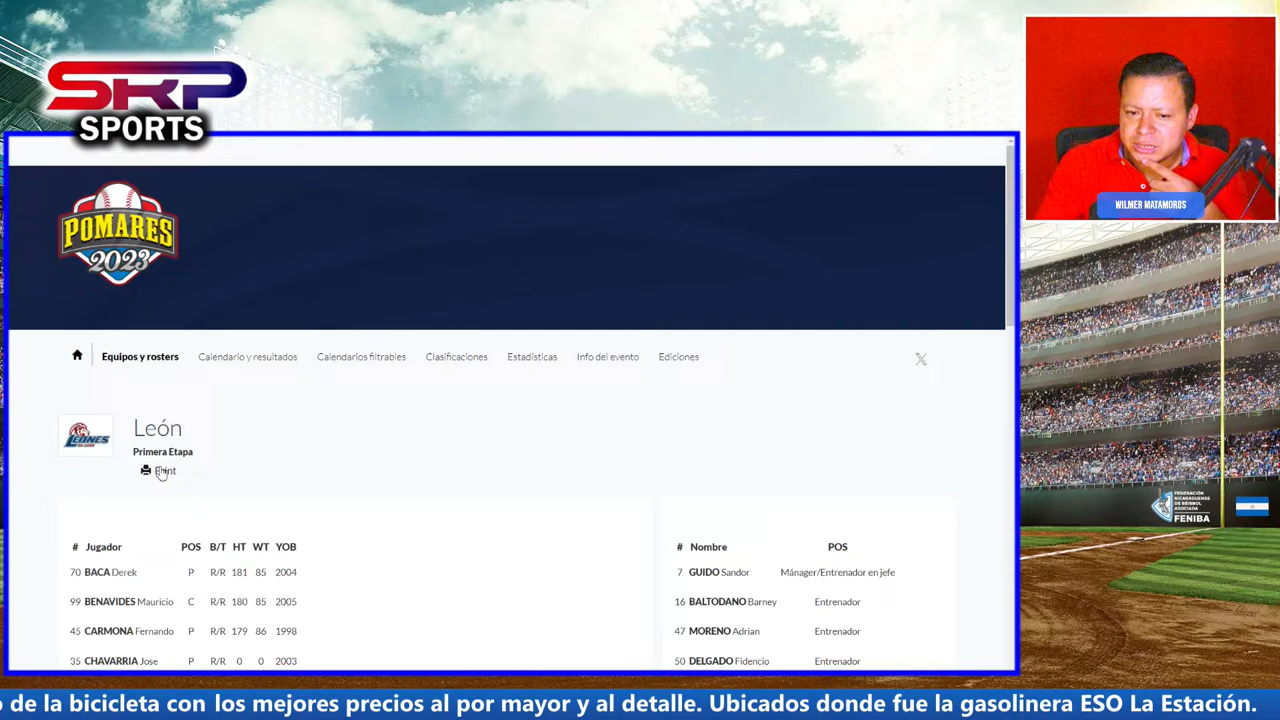 SKP
SPORTS
WILMER MATAMOROS
POMARES
2023
Equipos y rosters
Calendario y resultados
Calendarios filtrables
Clasificaciones
Estadísticas
Info del evento
Ediciones
LEONES
León
Primera Etapa
Print
# Jugador POS B/T HT WT YOB
70 BACA Derek P R/R 181 85 2004
99 BENAVIDES Mauricio C R/R 180 85 2005
45 CARMONA Fernando P R/R 179 86 1998
35 CHAVARRIA Jose P R/R 0 0 2003
# Nombre POS
7 GUIDO Sandor Mánager/Entrenador en jefe
16 BALTODANO Barney Entrenador
47 MORENO Adrian Entrenador
50 DELGADO Fidencio Entrenador
FEDERACIÓN
NICARAGÜENSE
DE BÉISBOL
ASOCIADA
FENIBA
o de la bicicleta con los mejores precios al por mayor y al detalle. Ubicados donde fue la gasolinera ESO La Estación.